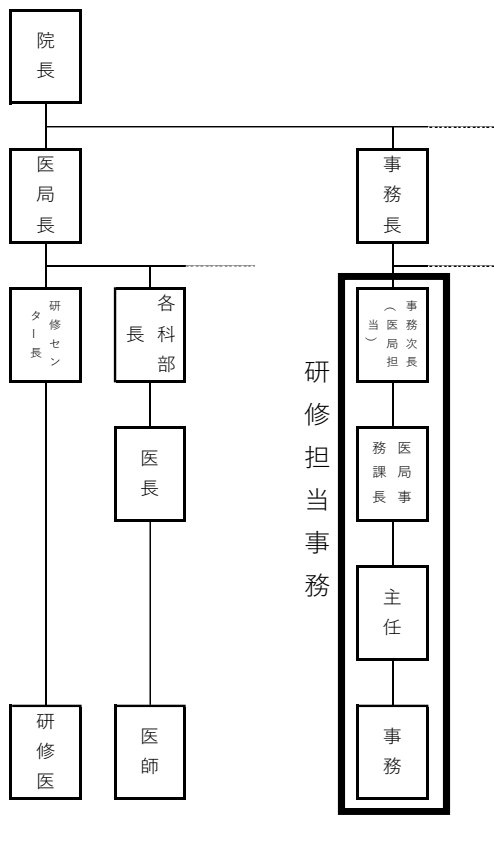 院長
医局長
事務長
研修セン
ター長
各科部
長
事務次長
（医局担
当）
研修担当事務
医長
医局事
務課長
主任
研修医
医師
事務